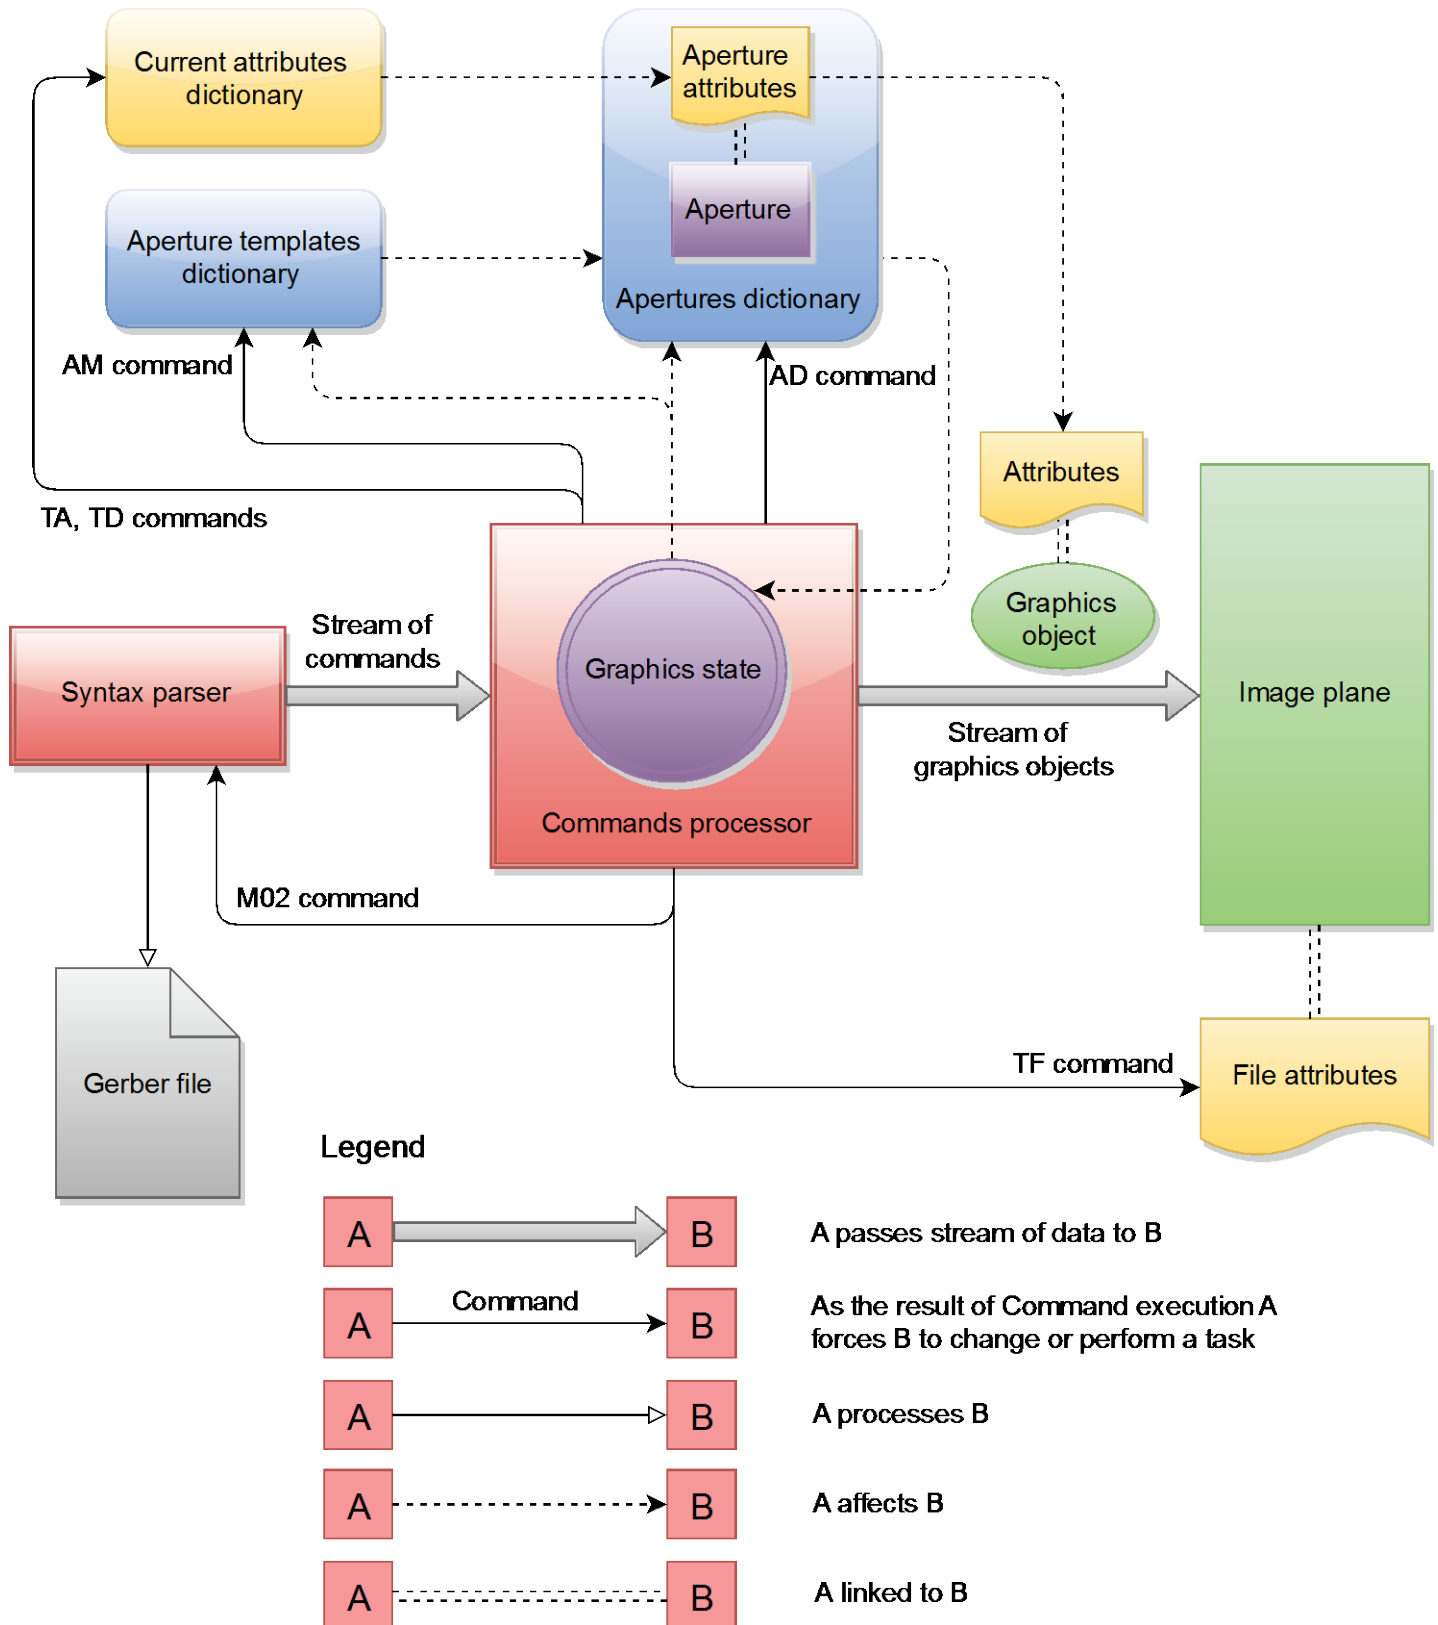 Current attributes
dictionary
Aperture
attributes
Aperture
Aperture templates
dictionary
Apertures dictionary
AM command
AD command
TA, TD commands
Attributes
Graphics
object
Stream of
commands
Syntax parser
Graphics state
Commands processor
Stream of
graphics objects
Image plane
M02 command
Gerber file
TF command
File attributes
Legend
A
B
A passes stream of data to B
A
Command
B
As the result of Command execution A
forces B to change or perform a task
A
B
A processes B
A
B
A affects B
A
B
A linked to B